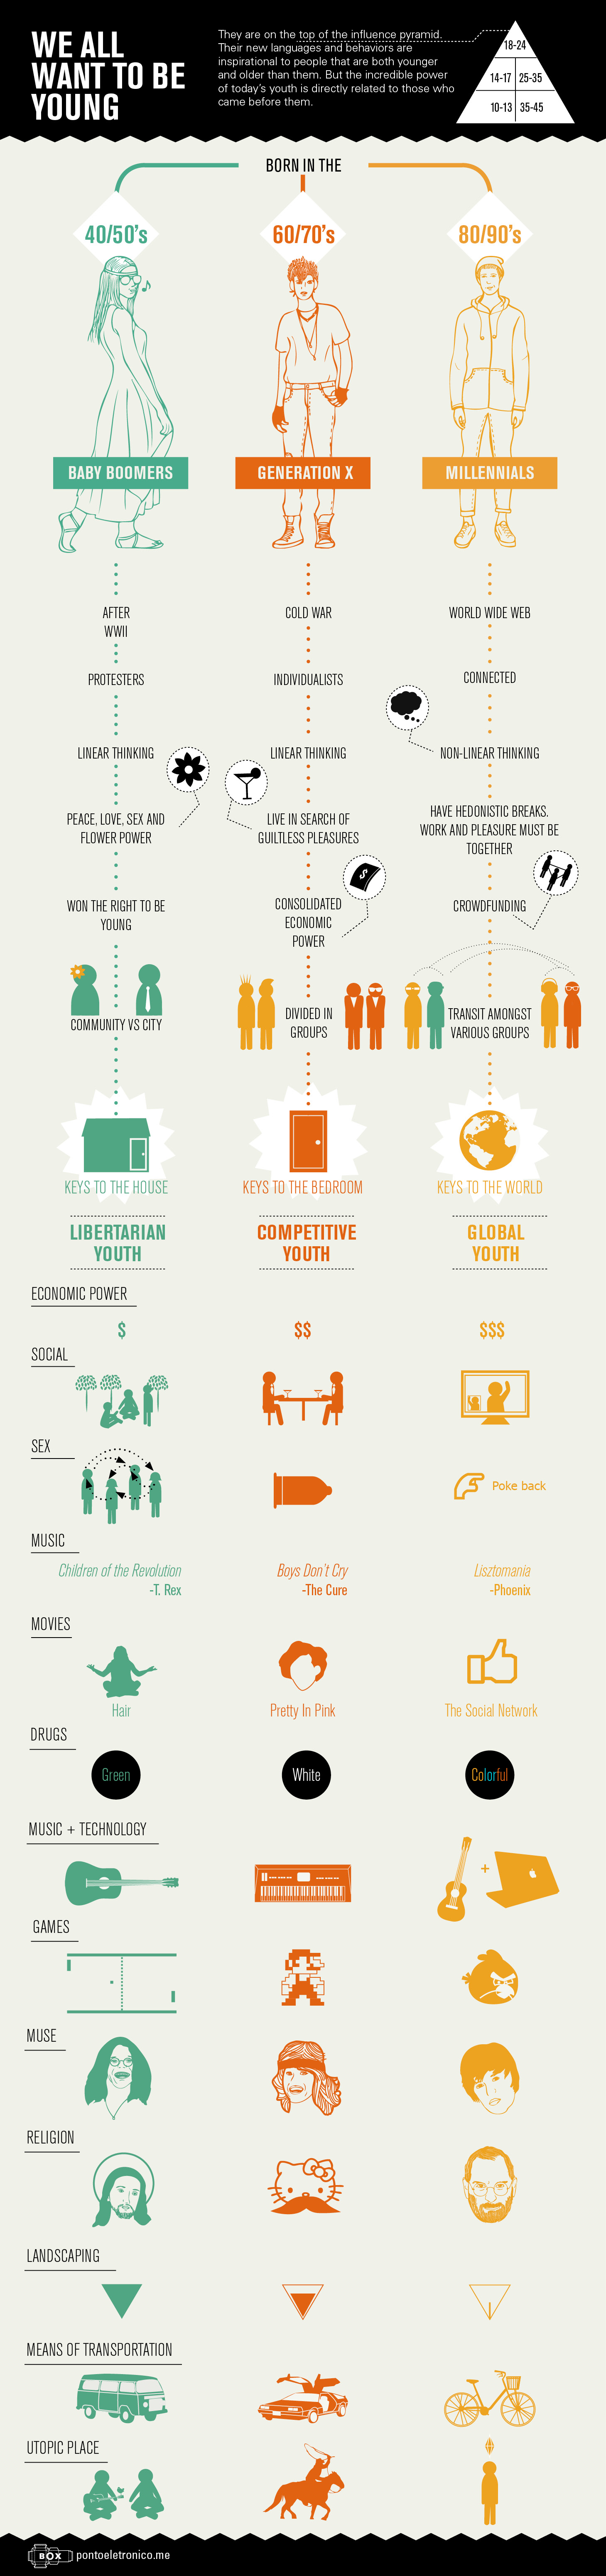 WE ALL
WANT TO BE
YOUNG
They are on the top of the influence pyramid.
Their new languages and behaviors are
inspirational to people that are both younger
and older than them. But the incredible power
of today's youth is directly related to those who
came before them.
18-24
14-17 25-35
10-13 35-45
BORN IN THE
40/50's 60/70's 80/90's
BABY BOOMERS GENERATION X MILLENNIALS
AFTER
WWII
COLD WAR
WORLD WIDE WEB
PROTESTERS
INDIVIDUALISTS
CONNECTED
LINEAR THINKING
LINEAR THINKING
NON-LINEAR THINKING
PEACE, LOVE, SEX AND
FLOWER POWER
LIVE IN SEARCH OF
GUILTLESS PLEASURES
HAVE HEDONISTIC BREAKS.
WORK AND PLEASURE MUST BE
TOGETHER
WON THE RIGHT TO BE
YOUNG
CONSOLIDATED
ECONOMIC
POWER
$
CROWDFUNDING
COMMUNITY VS CITY
DIVIDED IN
GROUPS
TRANSIT AMONGST
VARIOUS GROUPS
KEYS TO THE HOUSE
KEYS TO THE BEDROOM
KEYS TO THE WORLD
LIBERTARIAN
YOUTH
COMPETITIVE
YOUTH
GLOBAL
YOUTH
ECONOMIC POWER
$ $$ $$$
SOCIAL
SEX
Poke back
MUSIC
Children of the Revolution
-T. Rex
Boys Don't Cry
-The Cure
Lisztomania
-Phoenix
MOVIES
Hair
Pretty In Pink
The Social Network
DRUGS
Green
White
Colorful
MUSIC + TECHNOLOGY
+
GAMES
MUSE
RELIGION
LANDSCAPING
MEANS OF TRANSPORTATION
UTOPIC PLACE
BOX pontoeletronico.me